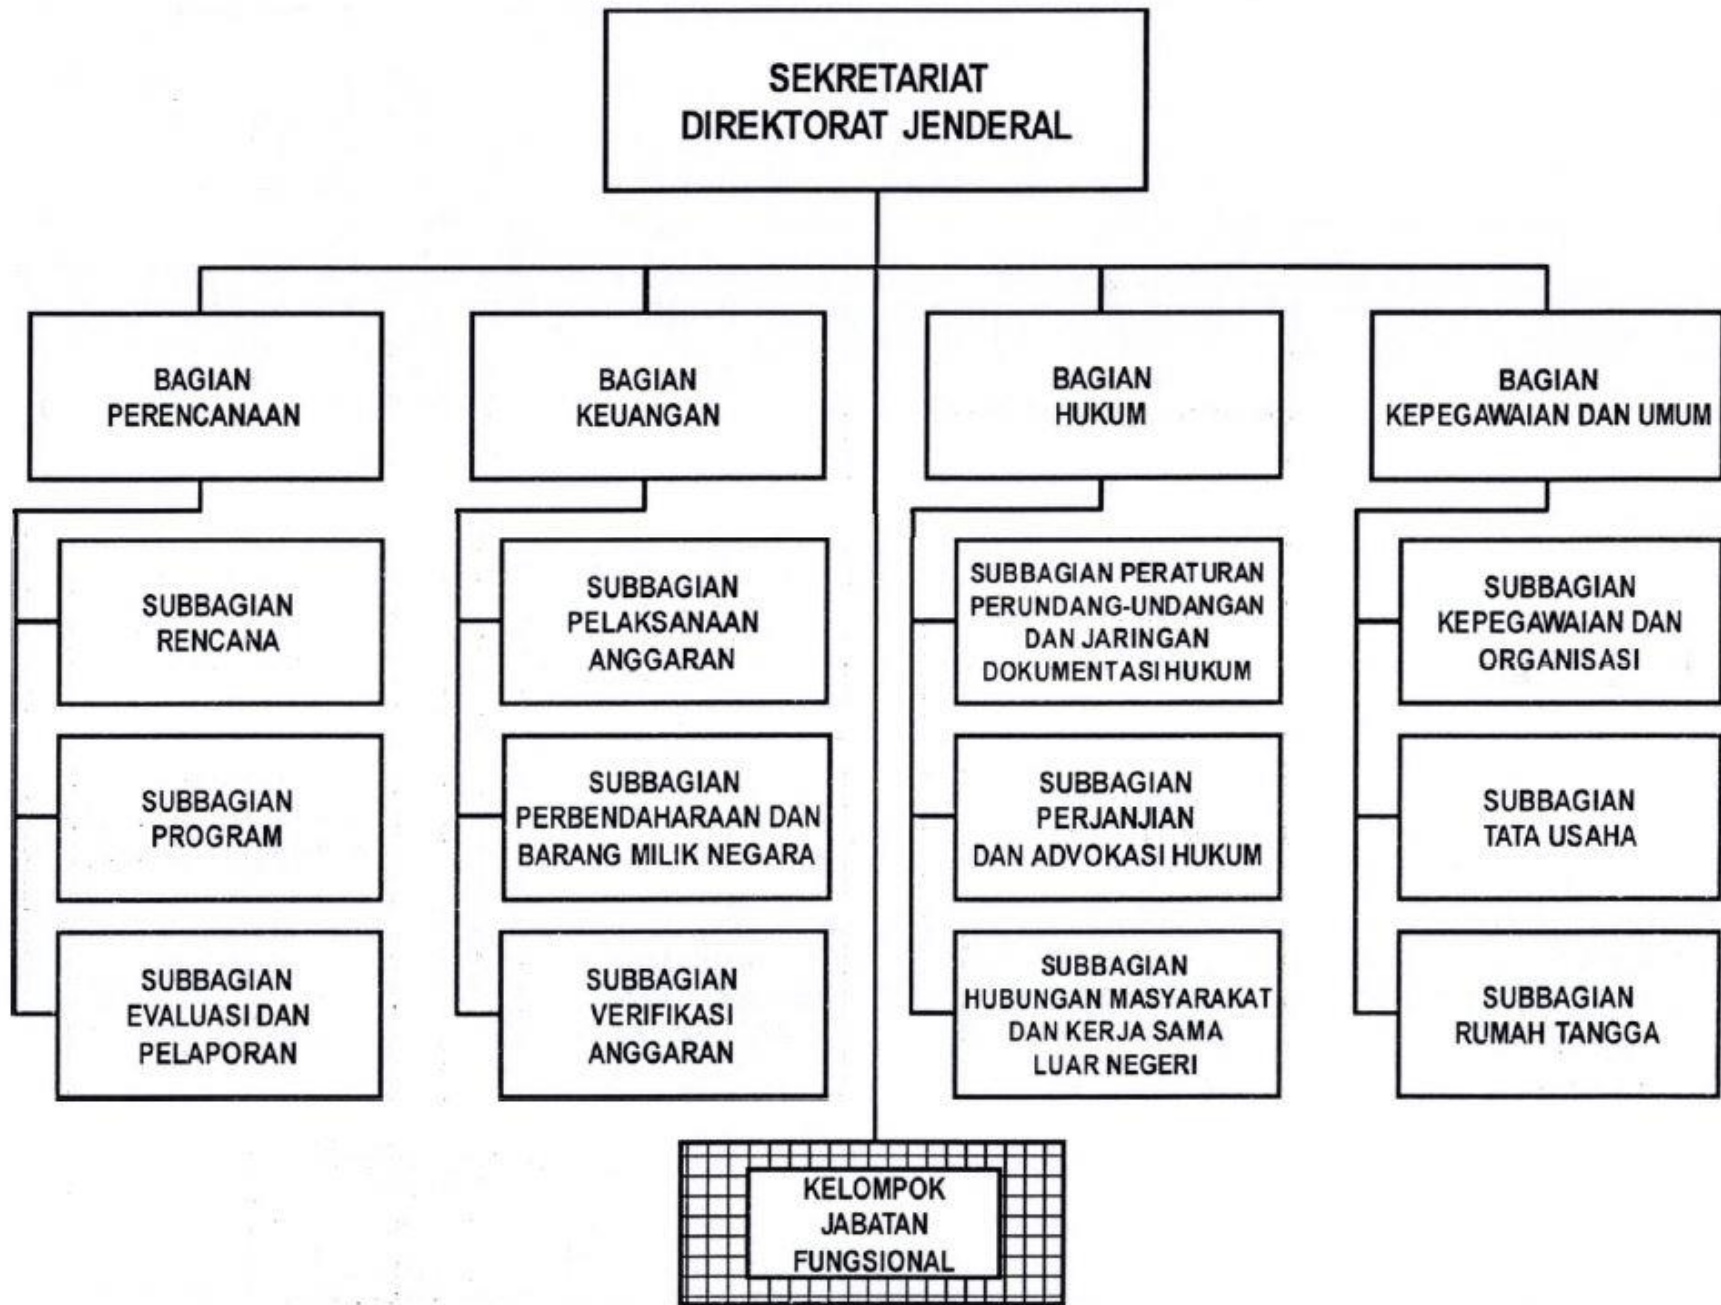 SEKRETARIAT
DIREKTORAT JENDERAL
BAGIAN
PERENCANAAN
BAGIAN
KEUANGAN
BAGIAN
HUKUM
BAGIAN
KEPEGAWAIAN DAN UMUM
SUBBAGIAN
RENCANA
SUBBAGIAN
PROGRAM
SUBBAGIAN
EVALUASI DAN
PELAPORAN
SUBBAGIAN
PELAKSANAAN
ANGGARAN
SUBBAGIAN
PERBENDAHARAAN DAN
BARANG MILIK NEGARA
SUBBAGIAN
VERIFIKASI
ANGGARAN
SUBBAGIAN PERATURAN
PERUNDANG-UNDANGAN
DAN JARINGAN
DOKUMENTASI HUKUM
SUBBAGIAN
PERJANJIAN
DAN ADVOKASI HUKUM
SUBBAGIAN
HUBUNGAN MASYARAKAT
DAN KERJA SAMA
LUAR NEGERI
SUBBAGIAN
KEPEGAWAIAN DAN
ORGANISASI
SUBBAGIAN
TATA USAHA
SUBBAGIAN
RUMAH TANGGA
KELOMPOK
JABATAN
FUNGSIONAL